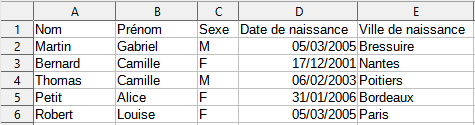 A B C D E
1 Nom Prénom Sexe Date de naissance Ville de naissance
2 Martin Gabriel M 05/03/2005 Bressuire
3 Bernard Camille F 17/12/2001 Nantes
4 Thomas Camille M 06/02/2003 Poitiers
5 Petit Alice F 31/01/2006 Bordeaux
6 Robert Louise F 05/03/2005 Paris